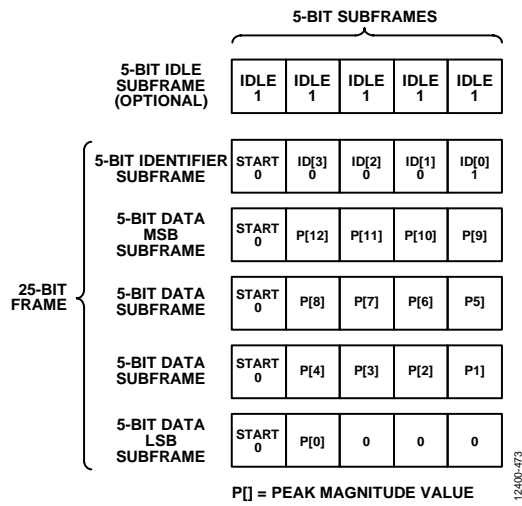 5-BIT SUBFRAMES
5-BIT IDLE
SUBFRAME
(OPTIONAL)
IDLE IDLE IDLE IDLE IDLE
1 1 1 1 1
5-BIT IDENTIFIER
SUBFRAME
START ID[3] ID[2] ID[1] ID[0]
0 0 0 0 1
5-BIT DATA
MSB
SUBFRAME
START
0
P[12] P[11] P[10] P[9]
25-BIT
FRAME
5-BIT DATA
SUBFRAME
START
0
P[8] P[7] P[6] P5]
5-BIT DATA
SUBFRAME
START
0
P[4] P[3] P[2] P1]
5-BIT DATA
LSB
SUBFRAME
START
0
P[0] 0 0 0
P[] = PEAK MAGNITUDE VALUE
12400-473